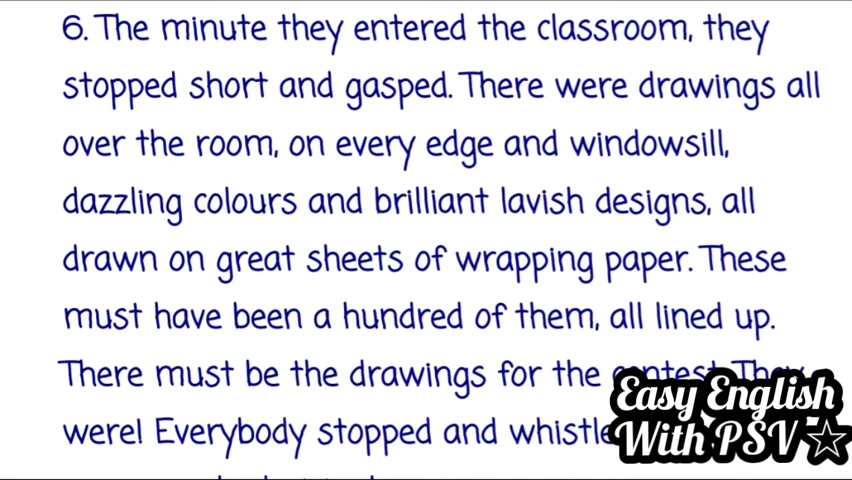 6. The minute they entered the classroom, they
stopped short and gasped. There were drawings all
over the room, on every edge and windowsill,
dazzling colours and brilliant lavish designs, all
drawn on great sheets of wrapping paper. These
must have been a hundred of them, all lined up.
There must be the drawings for the contest. They
were! Everybody stopped and
Easy English
With PSV